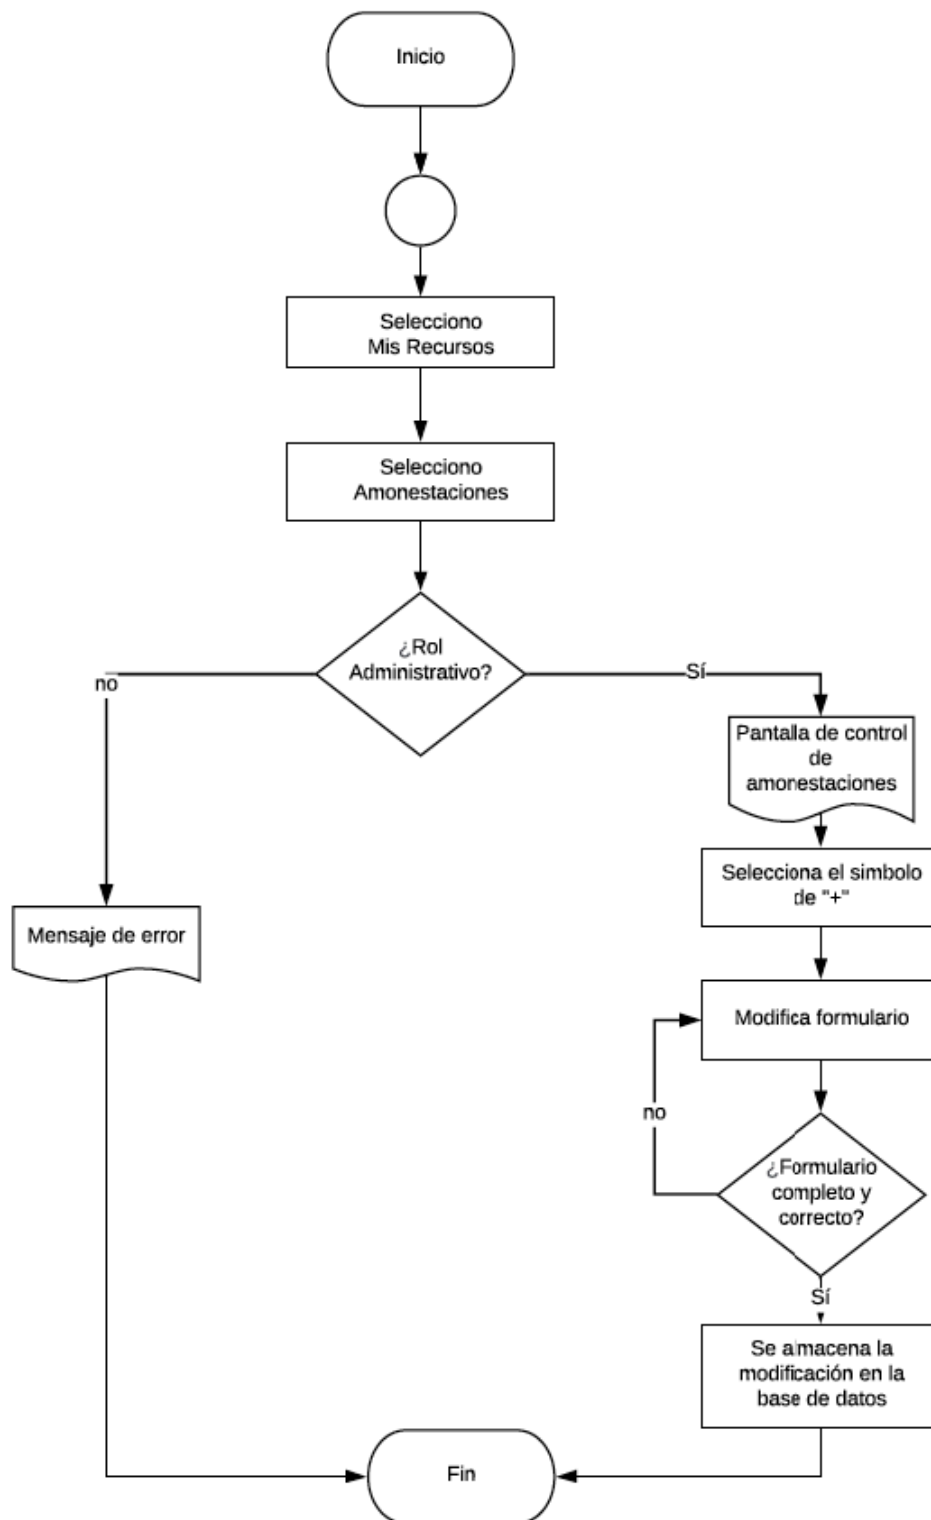 Inicio
Selecciono
Mis Recursos
Selecciono
Amonestaciones
¿Rol
Administrativo?
no
Sí
Pantalla de control
de
amonestaciones
Selecciona el simbolo
de "+"
Mensaje de error
Modifica formulario
no
¿Formulario
completo y
correcto?
Sí
Se almacena la
modificación en la
base de datos
Fin